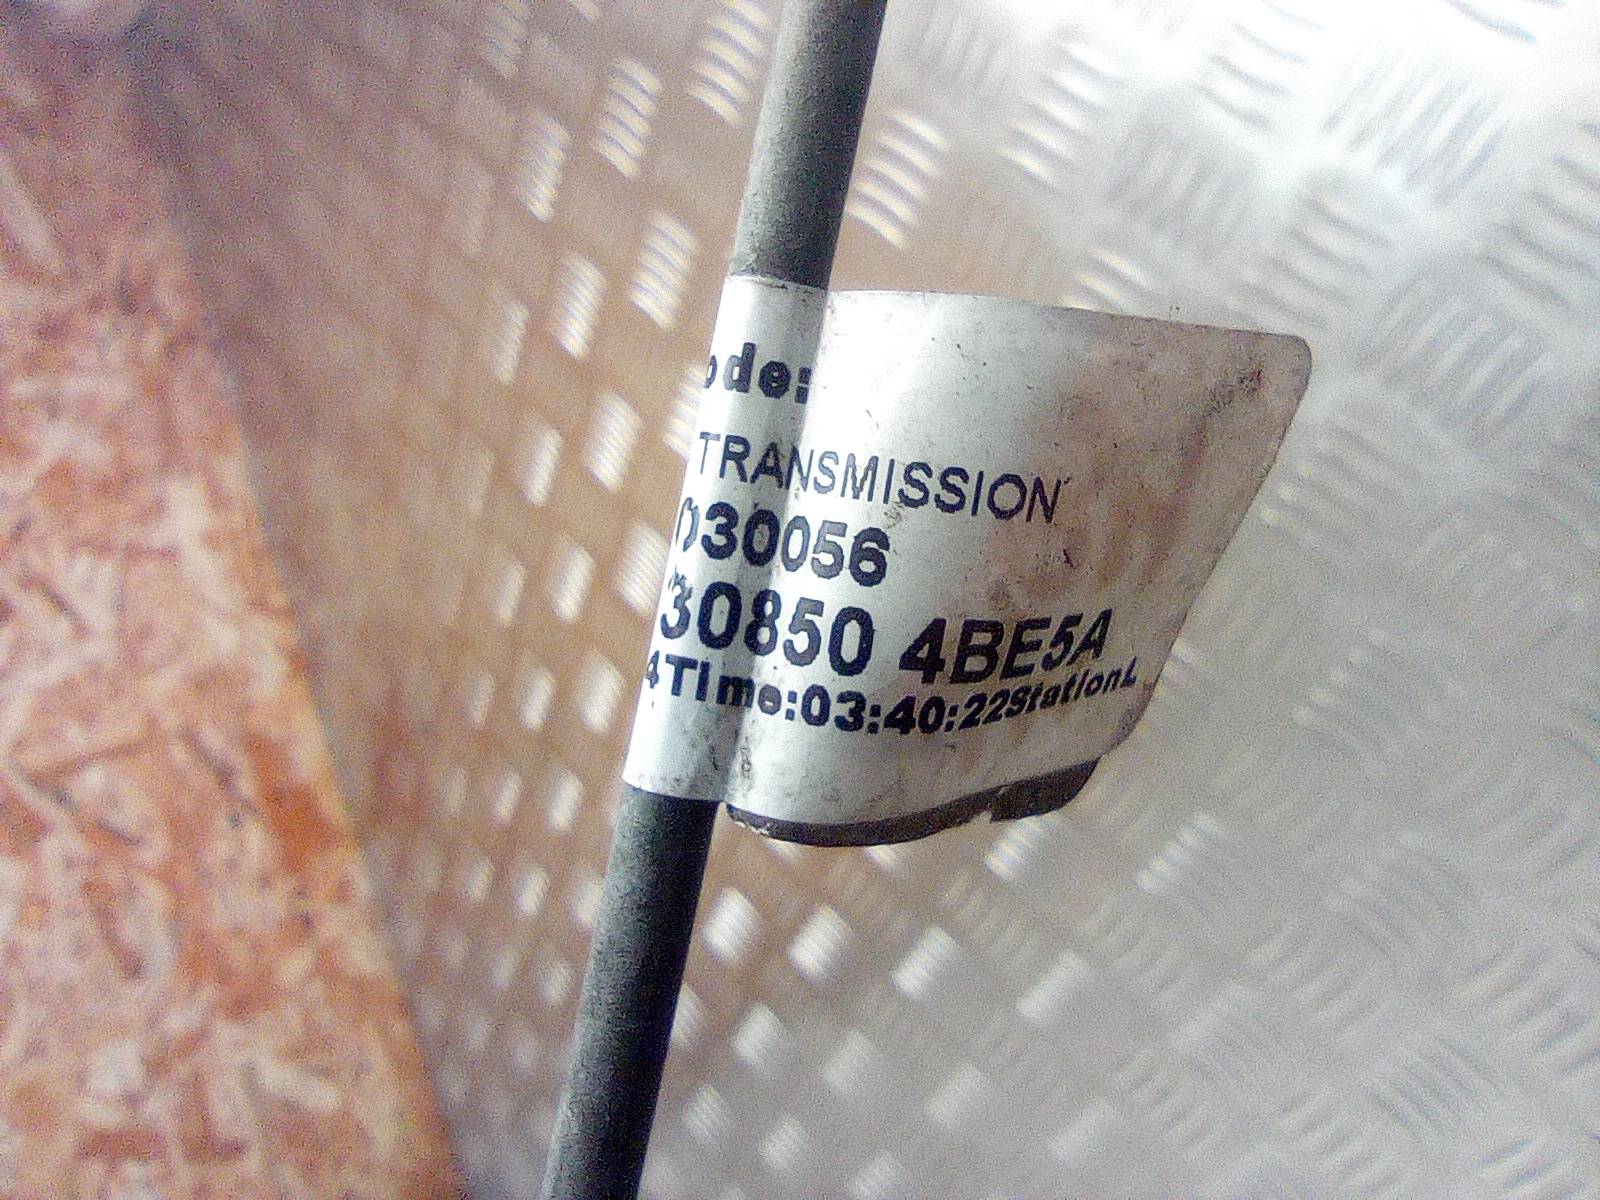 ode:
TRANSMISSION
030056
30850 4BE5A
4Time:03:40:22StationL